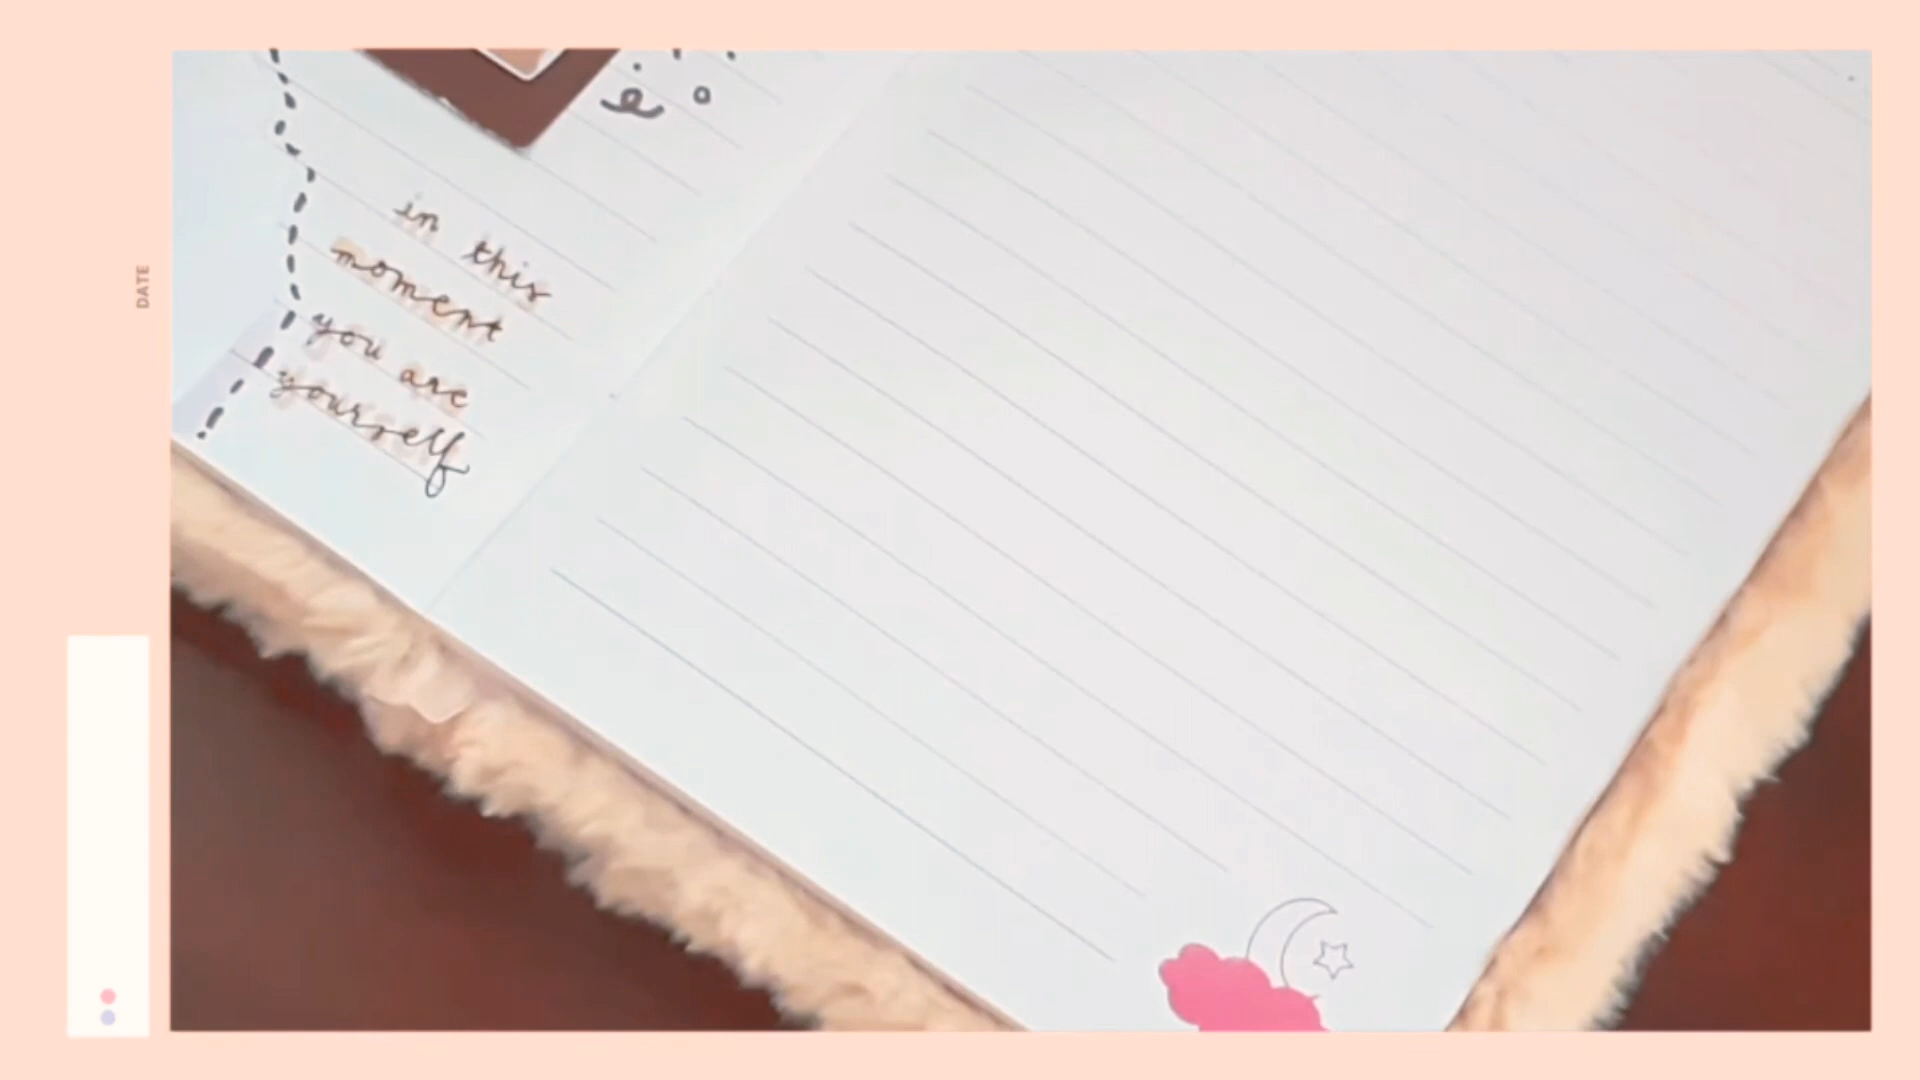 DATE
in this
moment
you are
yourself